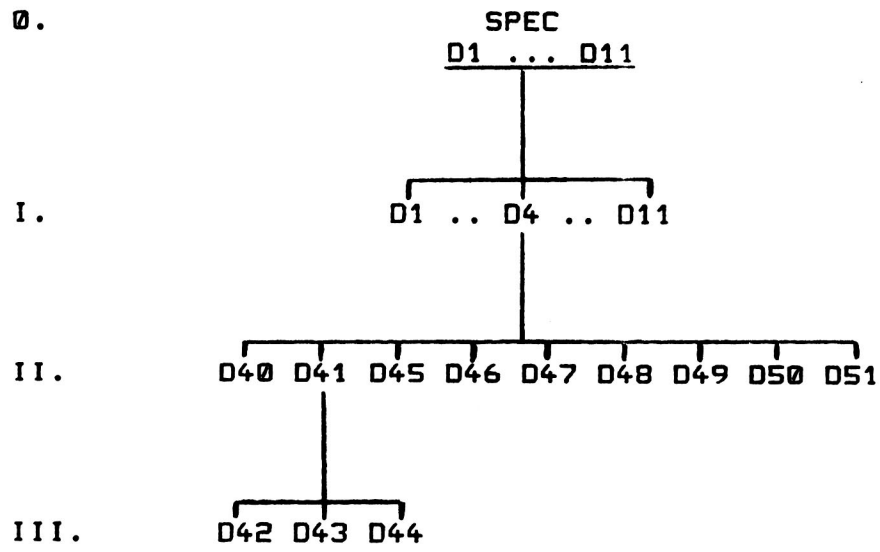 0. SPEC
D1 ... D11
I. D1 .. D4 .. D11
II. D40 D41 D45 D46 D47 D48 D49 D50 D51
III. D42 D43 D44